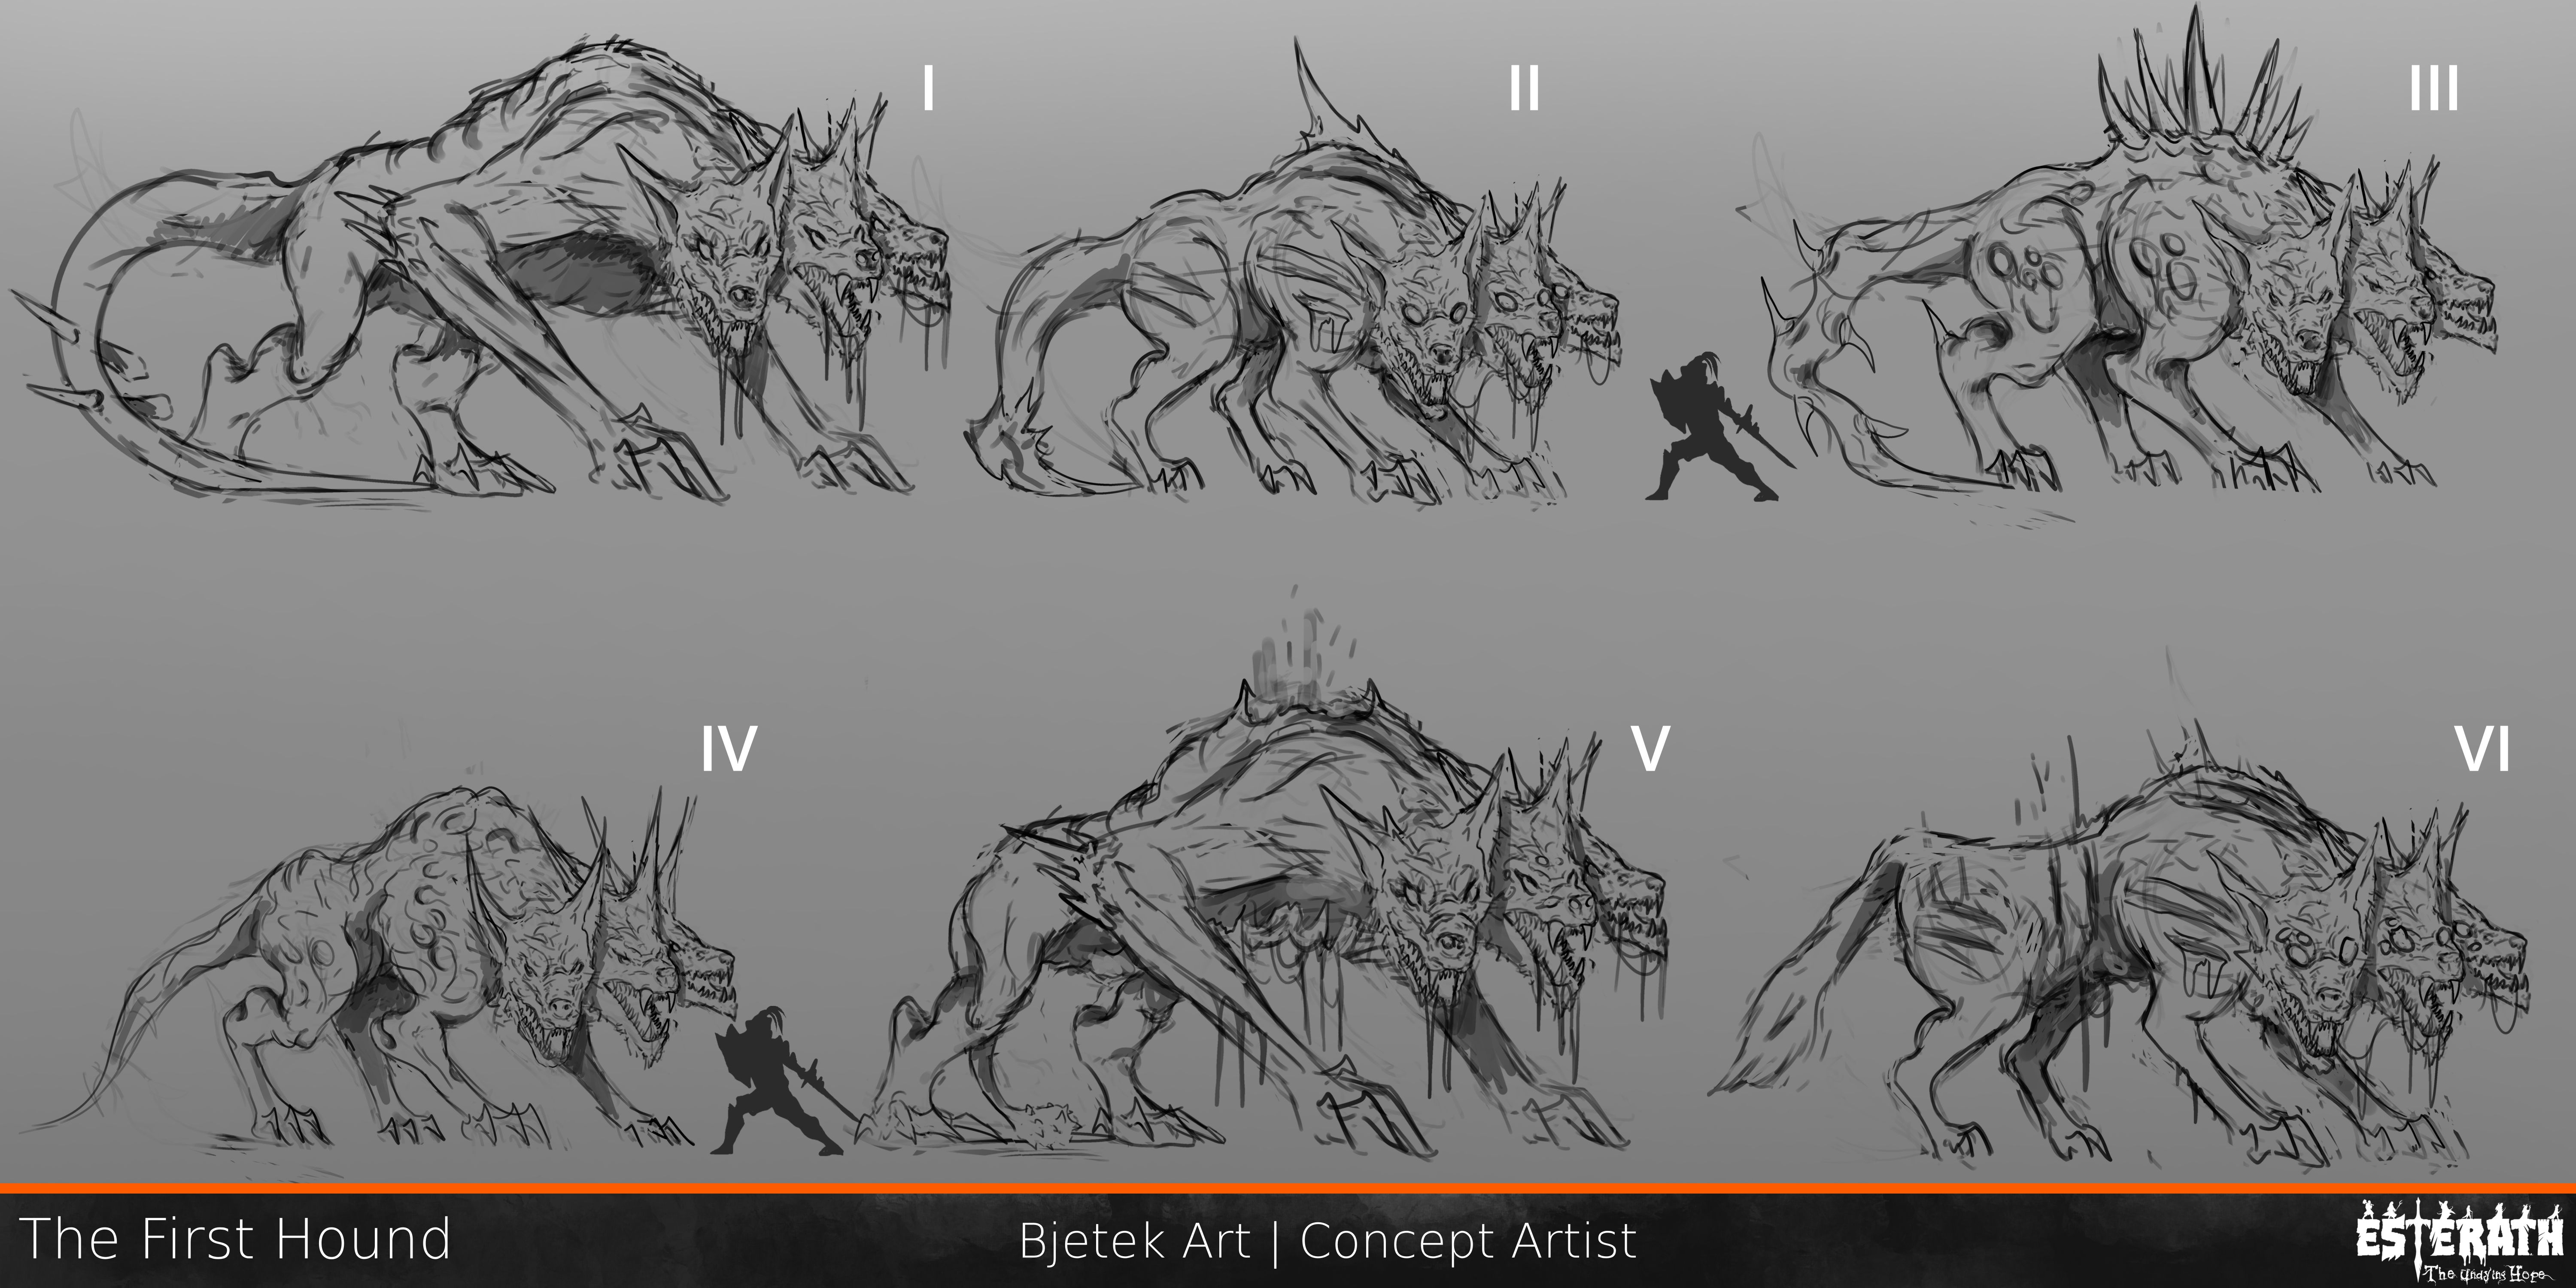 I
II
III
IV
V
VI
The First Hound
Bjetek Art | Concept Artist
ESTERATH
The Undying Hope